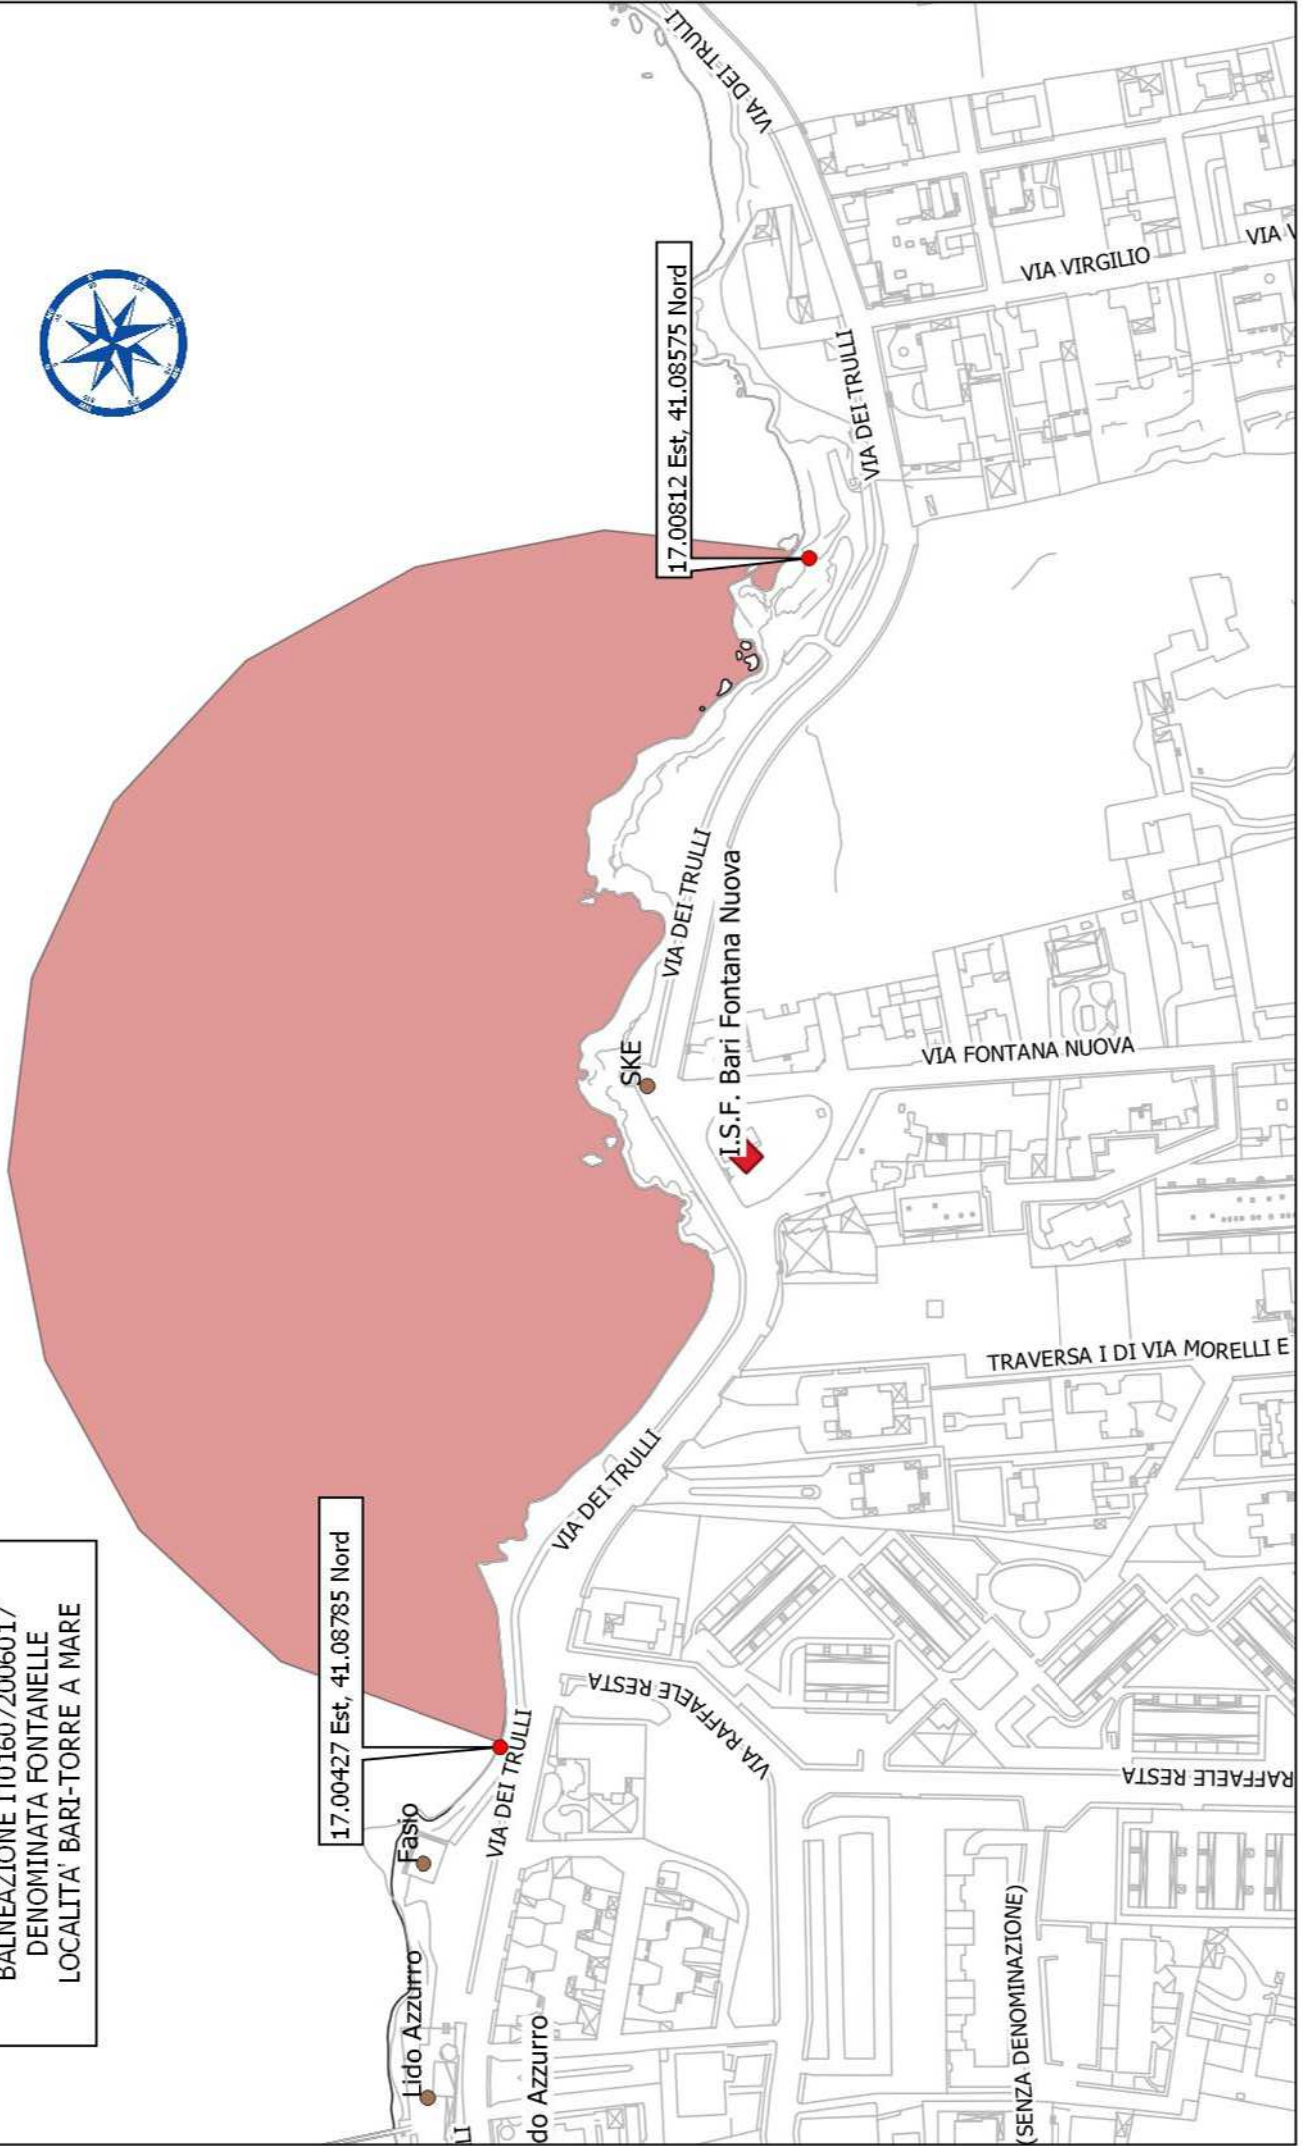 BALNEAZIONE IT016072006017
DENOMINATA FONTANELLE
LOCALITA' BARI-TORRE A MARE
17.00427 Est, 41.08785 Nord
17.00812 Est, 41.08575 Nord
Lido Azzurro
Fasio
VIA DEI TRULLI
VIA DEI TRULLI
SKE
VIA DEI TRULLI
I.S.F. Bari Fontana Nuova
VIA DEI TRULLI
VIA DEI TRULLI
LI
do Azzurro
VIA RAFFAELE RESTA
RAFFAELE RESTA
(SENZA DENOMINAZIONE)
TRAVERSA I DI VIA MORELLI E
VIA FONTANA NUOVA
VIA VIRGILIO
VIA V